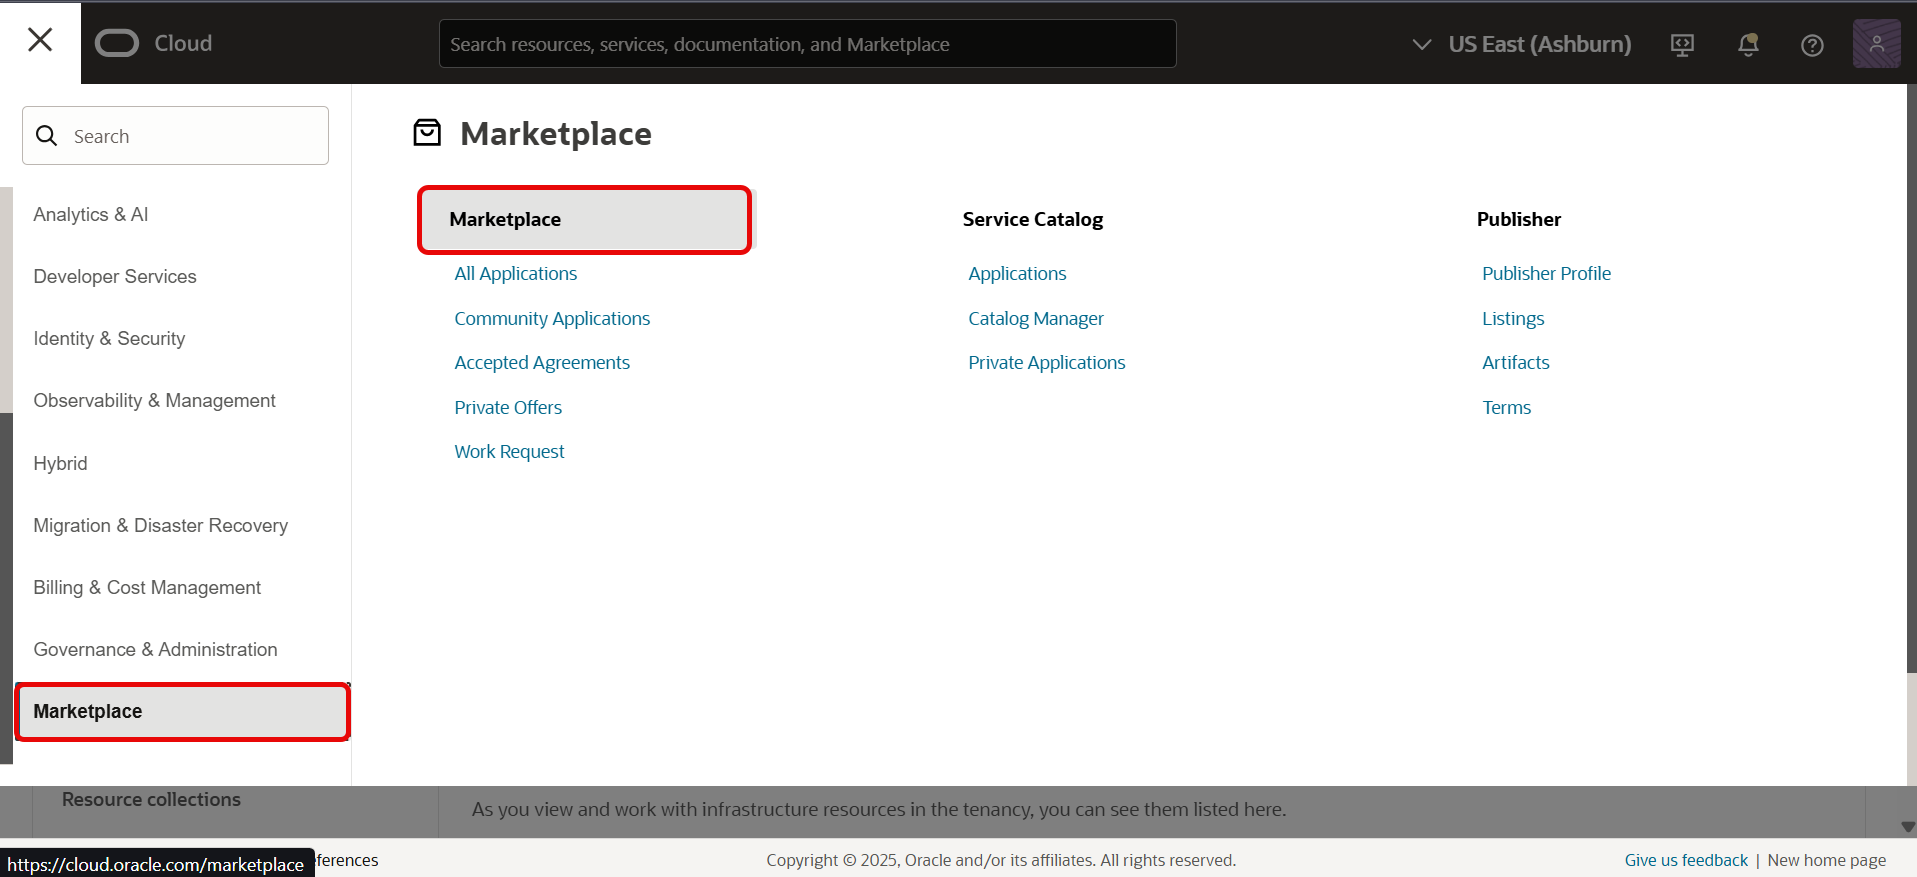 Cloud
Search resources, services, documentation, and Marketplace
US East (Ashburn)
Search
Analytics & AI
Developer Services
Identity & Security
Observability & Management
Hybrid
Migration & Disaster Recovery
Billing & Cost Management
Governance & Administration
Marketplace
Marketplace
Marketplace
All Applications
Community Applications
Accepted Agreements
Private Offers
Work Request
Service Catalog
Applications
Catalog Manager
Private Applications
Publisher
Publisher Profile
Listings
Artifacts
Terms
Resource collections
As you view and work with infrastructure resources in the tenancy, you can see them listed here.
https://cloud.oracle.com/marketplace
eferences
Copyright © 2025, Oracle and/or its affiliates. All rights reserved.
Give us feedback | New home page